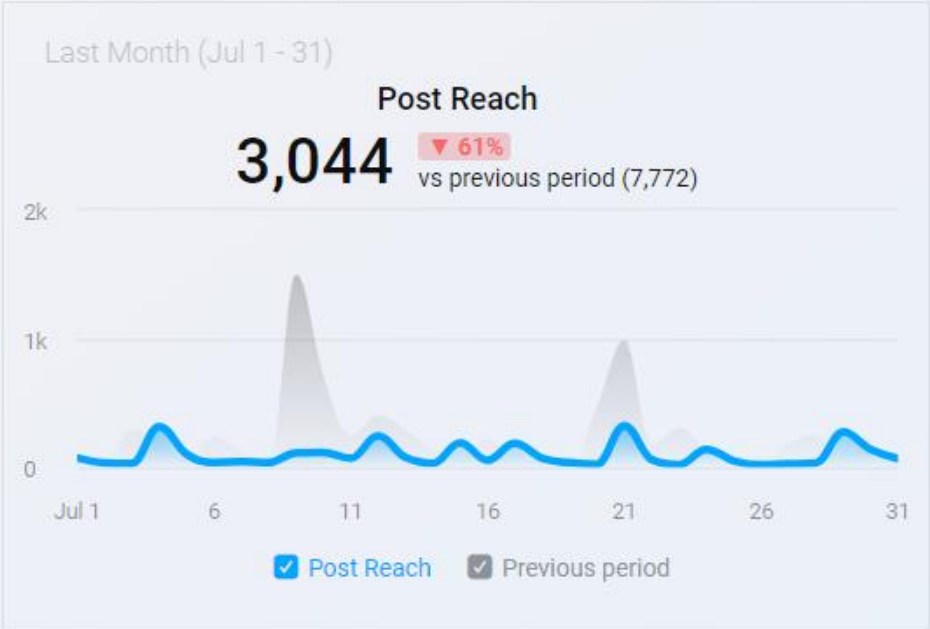 Last Month (Jul 1 - 31)
Post Reach
3,044
▼ 61%
vs previous period (7,772)
2k
1k
0
Jul 1 6 11 16 21 26 31
Post Reach Previous period